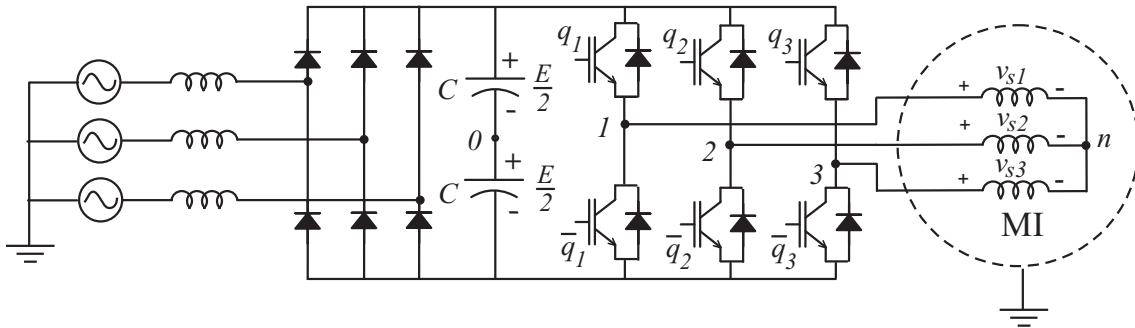 q1 q2 q3
C + E/2 -
0
C + E/2 -
1
2
3
+ vs1 -
+ vs2 - n
+ vs3 -
MI
q̅1 q̅2 q̅3